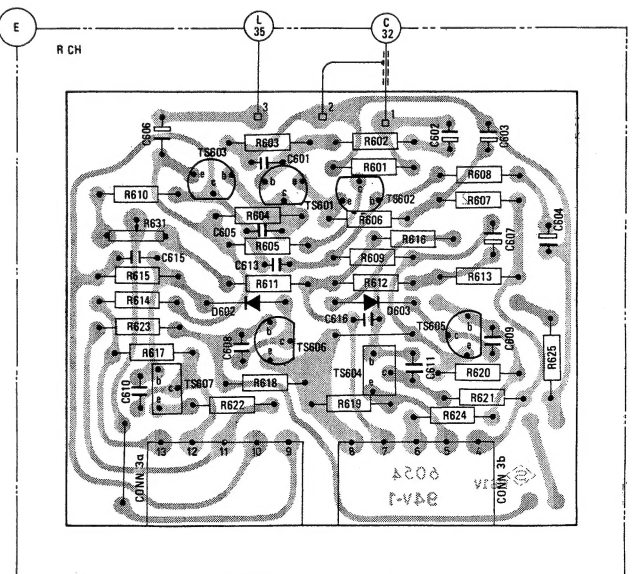 E
L
35
C
32
R CH
3
2
1
C606
R603
R602
C602
C603
TS603
C601
R601
e
b
c
b
e
c
c
e
b
R608
R610
TS601
TS602
R607
R604
R606
C604
R631
C605
R605
R616
C607
C615
C613
R609
R615
R611
R612
R613
R614
D602
D603
C616
TS605
R623
b
c
e
b
c
e
C608
TS606
C609
R625
R617
TS604
b
c
e
C611
R620
C610
b
c
e
TS607
R618
R621
R622
R619
R624
13
12
11
10
9
8
7
6
5
4
CONN 3a
CONN 3b
6054
94V-1